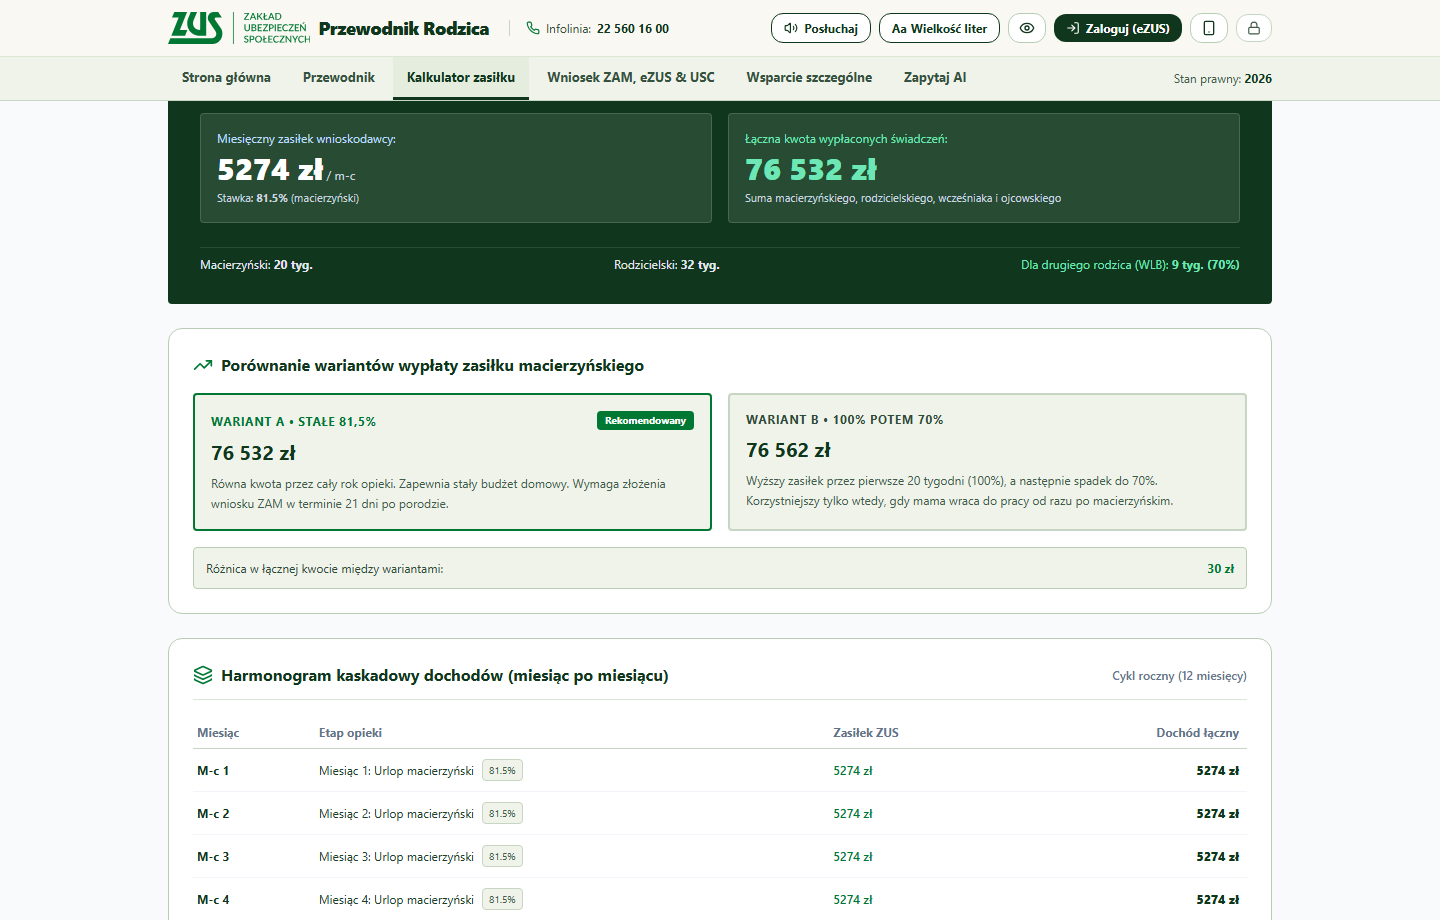 ZUS
ZAKŁAD
UBEZPIECZEŃ
SPOŁECZNYCH
Przewodnik Rodzica
Infolinia: 22 560 16 00
Posłuchaj
Aa Wielkość liter
Zaloguj (eZUS)
Strona główna
Przewodnik
Kalkulator zasiłku
Wniosek ZAM, eZUS & USC
Wsparcie szczególne
Zapytaj AI
Stan prawny: 2026
Miesięczny zasiłek wnioskodawcy:
5274 zł / m-c
Stawka: 81.5% (macierzyński)
Łączna kwota wypłaconych świadczeń:
76 532 zł
Suma macierzyńskiego, rodzicielskiego, wcześniaka i ojcowskiego
Macierzyński: 20 tyg.
Rodzicielski: 32 tyg.
Dla drugiego rodzica (WLB): 9 tyg. (70%)
Porównanie wariantów wypłaty zasiłku macierzyńskiego
WARIANT A • STAŁE 81,5%
Rekomendowany
76 532 zł
Równa kwota przez cały rok opieki. Zapewnia stały budżet domowy. Wymaga złożenia
wniosku ZAM w terminie 21 dni po porodzie.
WARIANT B • 100% POTEM 70%
76 562 zł
Wyższy zasiłek przez pierwsze 20 tygodni (100%), a następnie spadek do 70%.
Korzystniejszy tylko wtedy, gdy mama wraca do pracy od razu po macierzyńskim.
Różnica w łącznej kwocie między wariantami:
30 zł
Harmonogram kaskadowy dochodów (miesiąc po miesiącu)
Cykl roczny (12 miesięcy)
Miesiąc
Etap opieki
Zasiłek ZUS
Dochód łączny
M-c 1
Miesiąc 1: Urlop macierzyński
81.5%
5274 zł
5274 zł
M-c 2
Miesiąc 2: Urlop macierzyński
81.5%
5274 zł
5274 zł
M-c 3
Miesiąc 3: Urlop macierzyński
81.5%
5274 zł
5274 zł
M-c 4
Miesiąc 4: Urlop macierzyński
81.5%
5274 zł
5274 zł